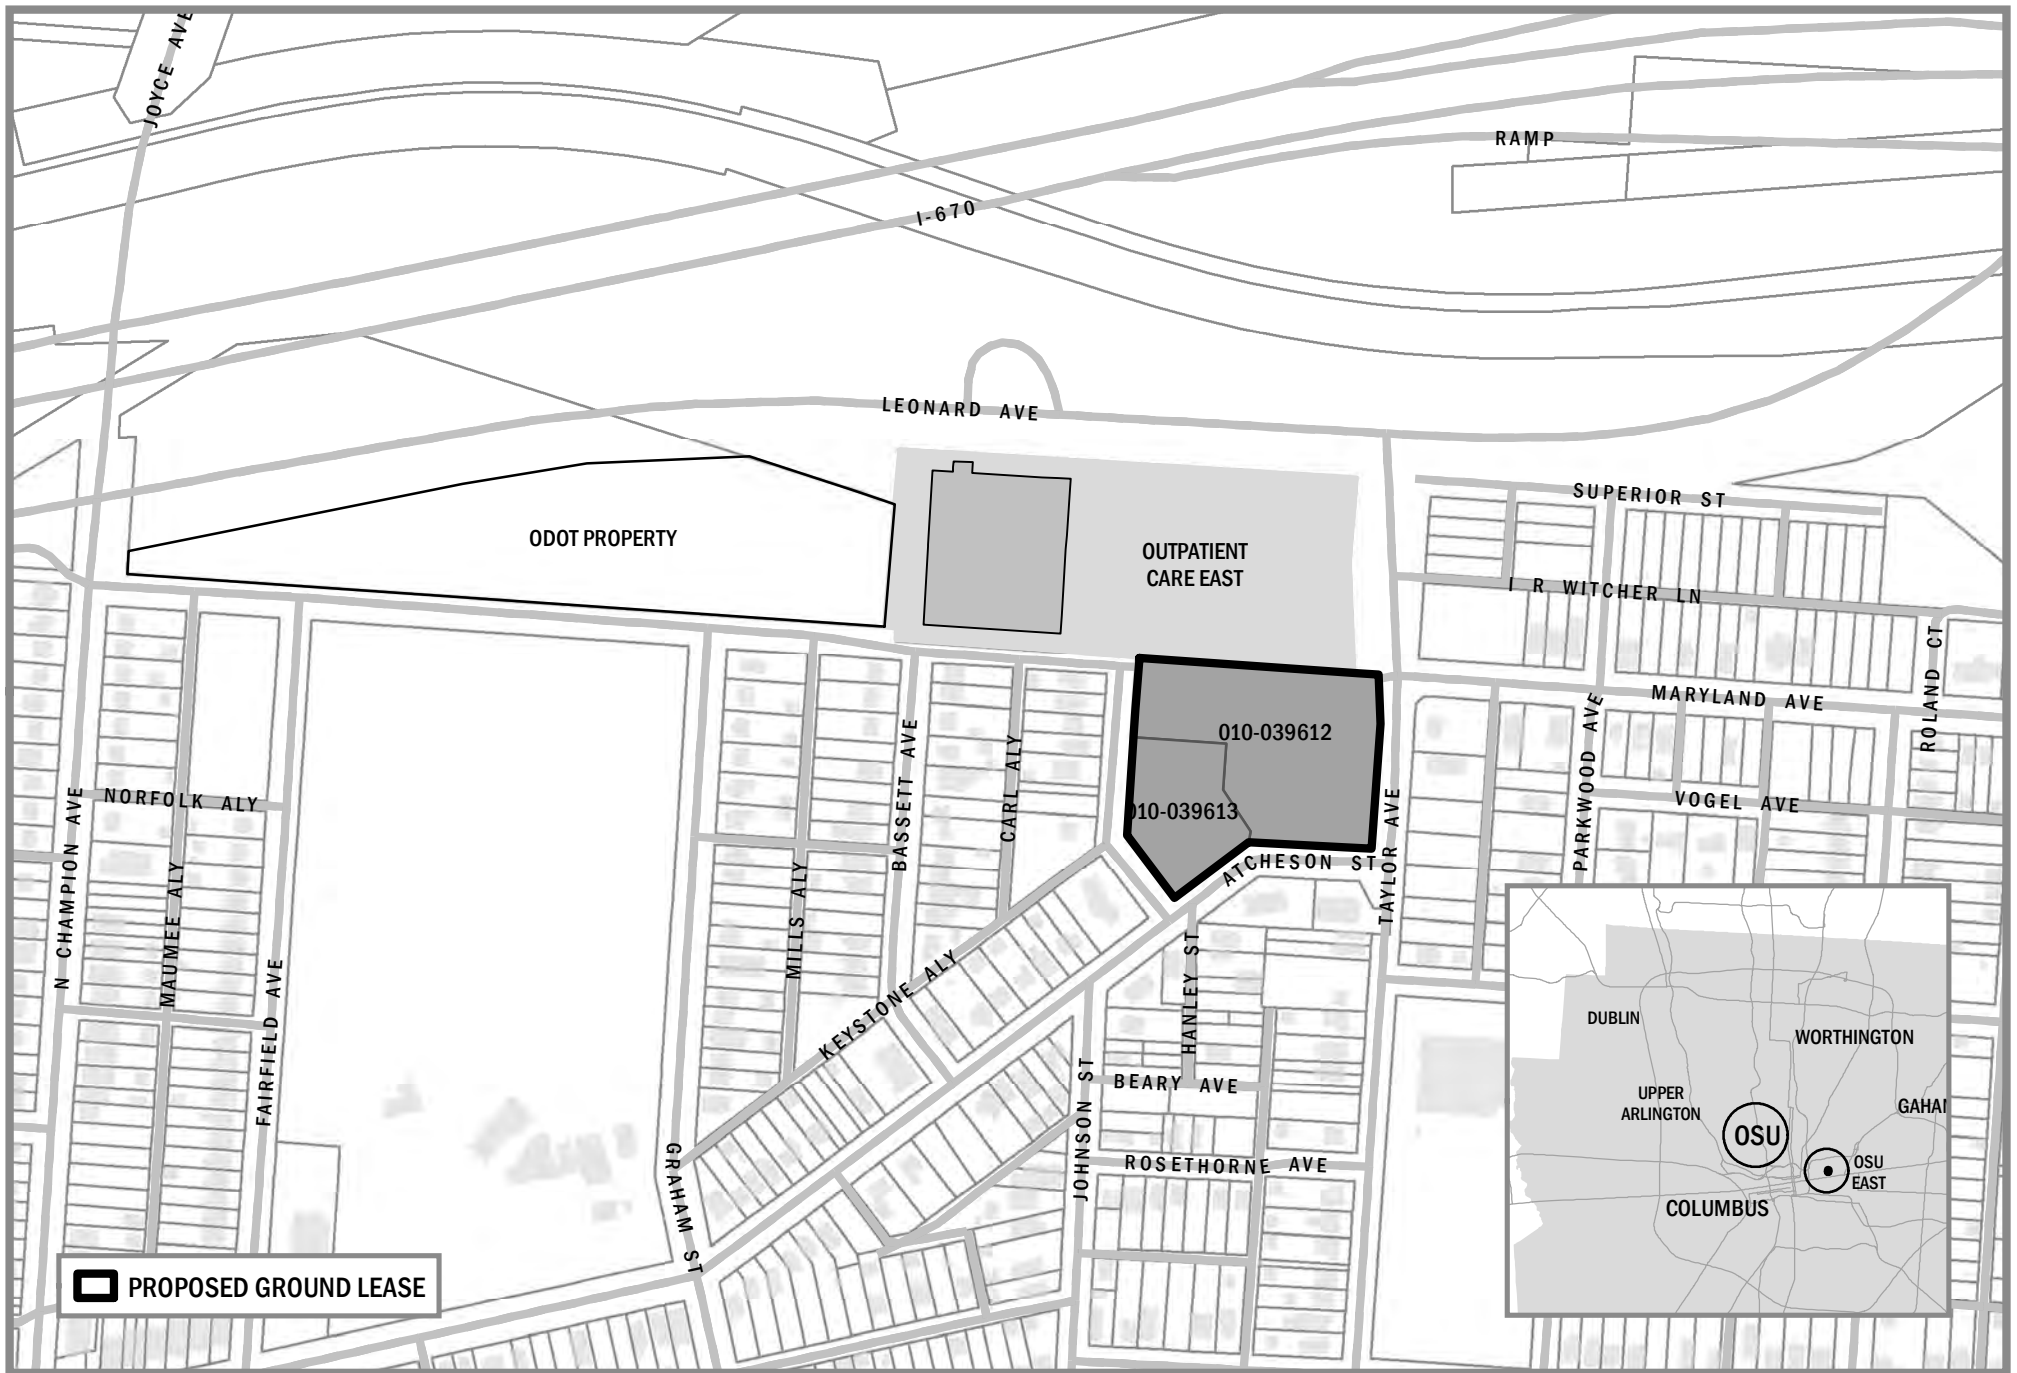 JOYCE AVE
RAMP
I-670
LEONARD AVE
SUPERIOR ST
ODOT PROPERTY
OUTPATIENT
CARE EAST
I R WITCHER LN
ROLAND CT
MARYLAND AVE
010-039612
PARKWOOD AVE
BASSETT AVE
CARL ALY
N CHAMPION AVE
NORFOLK ALY
VOGEL AVE
010-039613
TAYLOR AVE
ATCHESON ST
MAUMEE ALY
MILLS ALY
FAIRFIELD AVE
KEYSTONE ALY
HANLEY ST
JOHNSON ST
BEARY AVE
ROSETHORNE AVE
GRAHAM ST
DUBLIN
WORTHINGTON
UPPER
ARLINGTON
GAHAN
OSU
OSU
EAST
COLUMBUS
PROPOSED GROUND LEASE